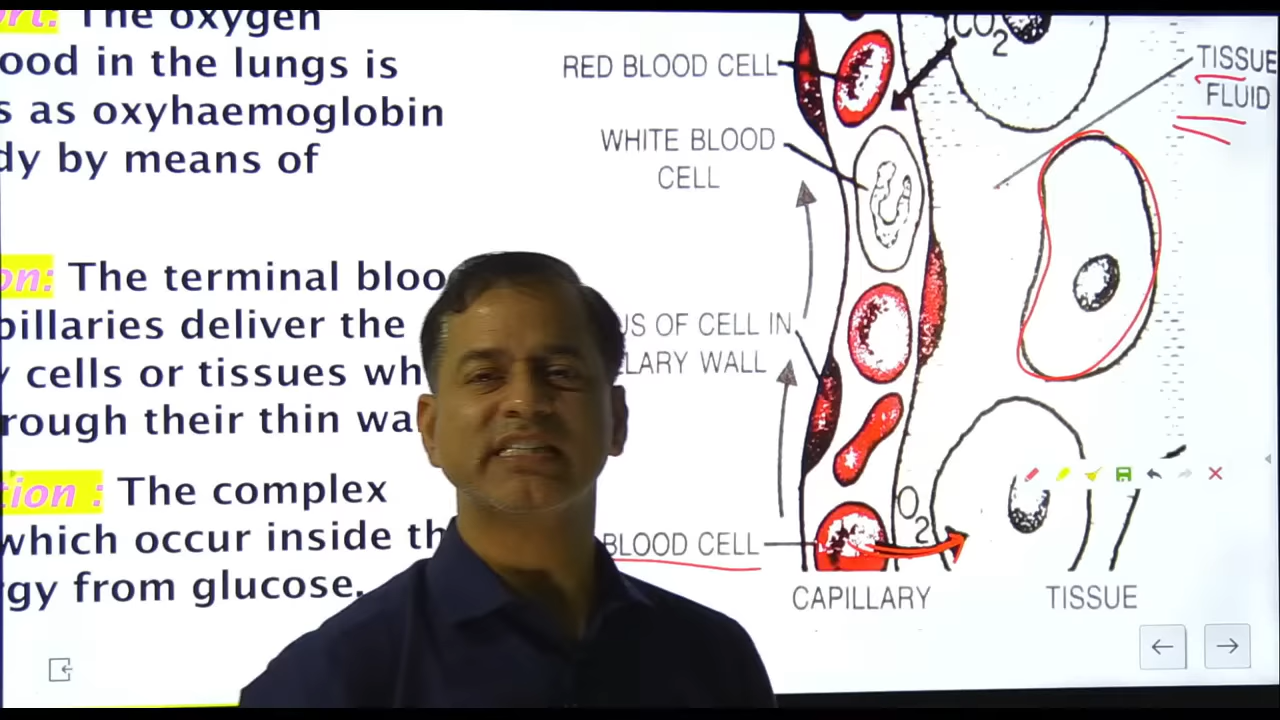 The oxygen
ood in the lungs is
s as oxyhaemoglobin
dy by means of
on: The terminal bloo
pillaries deliver the
cells or tissues wh
rough their thin wa
tion : The complex
which occur inside th
gy from glucose.
RED BLOOD CELL
WHITE BLOOD
CELL
US OF CELL IN
LARY WALL
BLOOD CELL
CO2
O2
TISSUE
FLUID
CAPILLARY
TISSUE